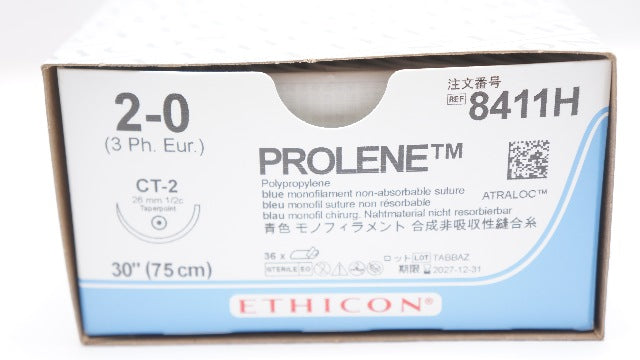 2-0
(3 Ph. Eur.)
CT-2
26 mm 1/2c
Taperpoint
30" (75 cm)
注文番号
REF 8411H
PROLENE™
Polypropylene
ATRALOC™
blue monofilament non-absorbable suture
bleu monofil suture non résorbable
blau monofil chirurg. Nahtmaterial nicht resorbierbar
青色 モノフィラメント 合成非吸収性縫合糸
36 x
ロット LOT TABBAZ
STERILE EO
期限 2027-12-31
ETHICON®